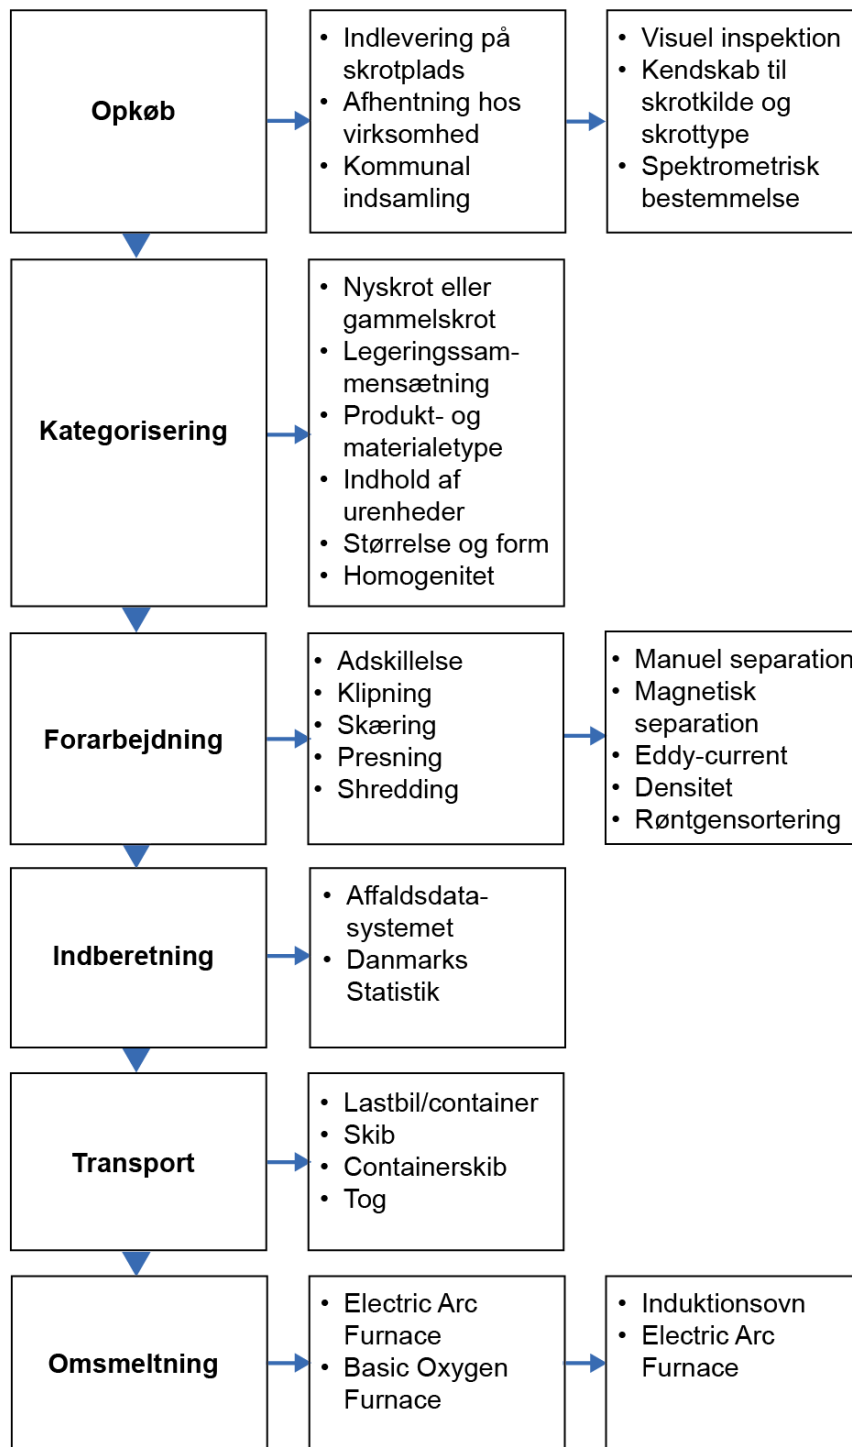 Opkøb
• Indlevering på
skrotplads
• Afhentning hos
virksomhed
• Kommunal
indsamling
• Visuel inspektion
• Kendskab til
skrotkilde og
skrottype
• Spektrometrisk
bestemmelse
Kategorisering
• Nyskrot eller
gammelskrot
• Legeringssam-
mensætning
• Produkt- og
materialetype
• Indhold af
urenheder
• Størrelse og form
• Homogenitet
Forarbejdning
• Adskillelse
• Klipning
• Skæring
• Presning
• Shredding
• Manuel separation
• Magnetisk
separation
• Eddy-current
• Densitet
• Røntgensortering
Indberetning
• Affaldsdata-
systemet
• Danmarks
Statistik
Transport
• Lastbil/container
• Skib
• Containerskib
• Tog
Omsmeltning
• Electric Arc
Furnace
• Basic Oxygen
Furnace
• Induktionsovn
• Electric Arc
Furnace